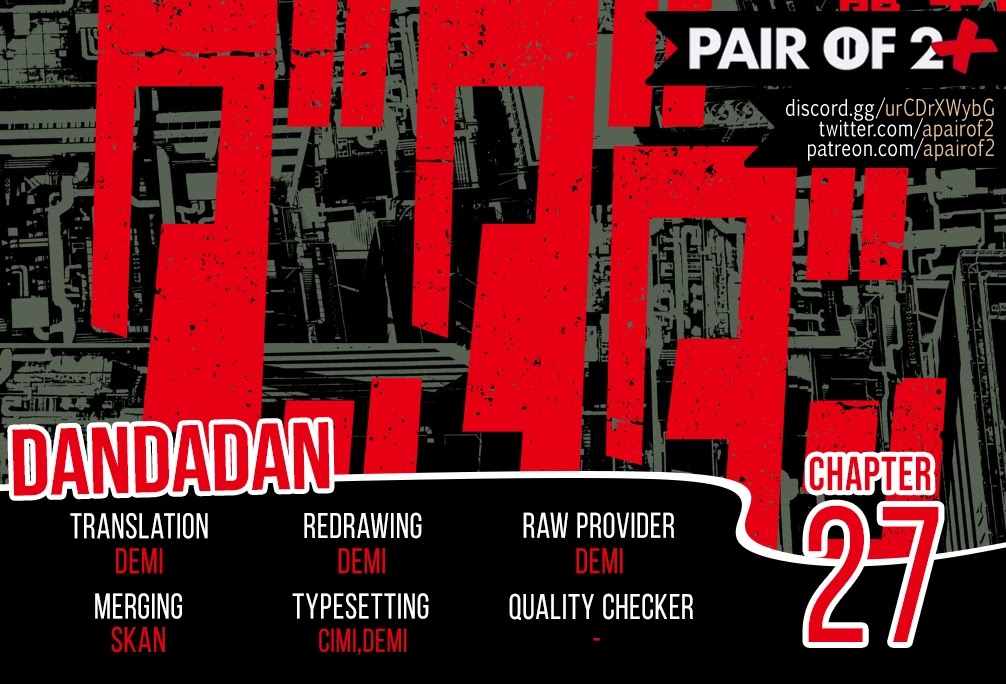 PAIR OF 2+
discord.gg/urCDrXWybG
twitter.com/apairof2
patreon.com/apairof2
DANDADAN
CHAPTER
27
TRANSLATION
DEMI
REDRAWING
DEMI
RAW PROVIDER
DEMI
MERGING
SKAN
TYPESETTING
CIMI,DEMI
QUALITY CHECKER
-